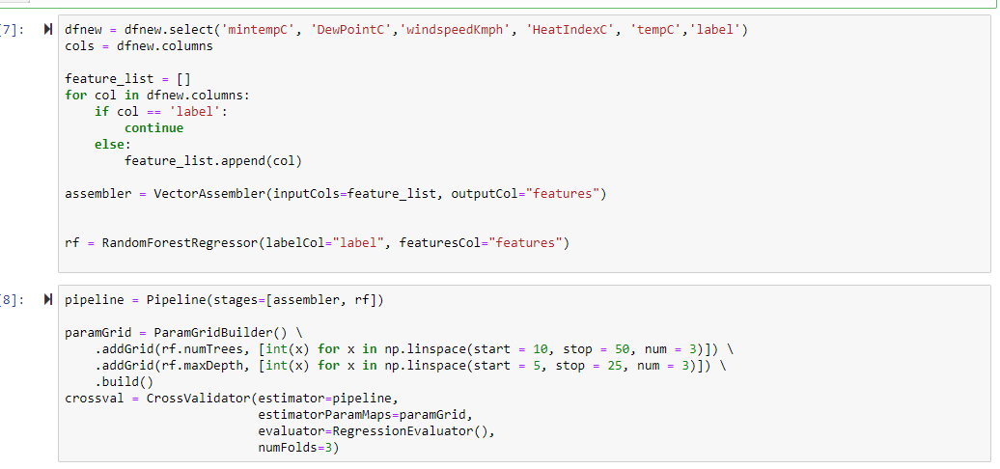 [7]:
dfnew = dfnew.select('mintempC', 'DewPointC','windspeedKmph', 'HeatIndexC', 'tempC','label')
cols = dfnew.columns
feature_list = []
for col in dfnew.columns:
    if col == 'label':
        continue
    else:
        feature_list.append(col)
assembler = VectorAssembler(inputCols=feature_list, outputCol="features")
rf = RandomForestRegressor(labelCol="label", featuresCol="features")
[8]:
pipeline = Pipeline(stages=[assembler, rf])
paramGrid = ParamGridBuilder() \
    .addGrid(rf.numTrees, [int(x) for x in np.linspace(start = 10, stop = 50, num = 3)]) \
    .addGrid(rf.maxDepth, [int(x) for x in np.linspace(start = 5, stop = 25, num = 3)]) \
    .build()
crossval = CrossValidator(estimator=pipeline,
                          estimatorParamMaps=paramGrid,
                          evaluator=RegressionEvaluator(),
                          numFolds=3)